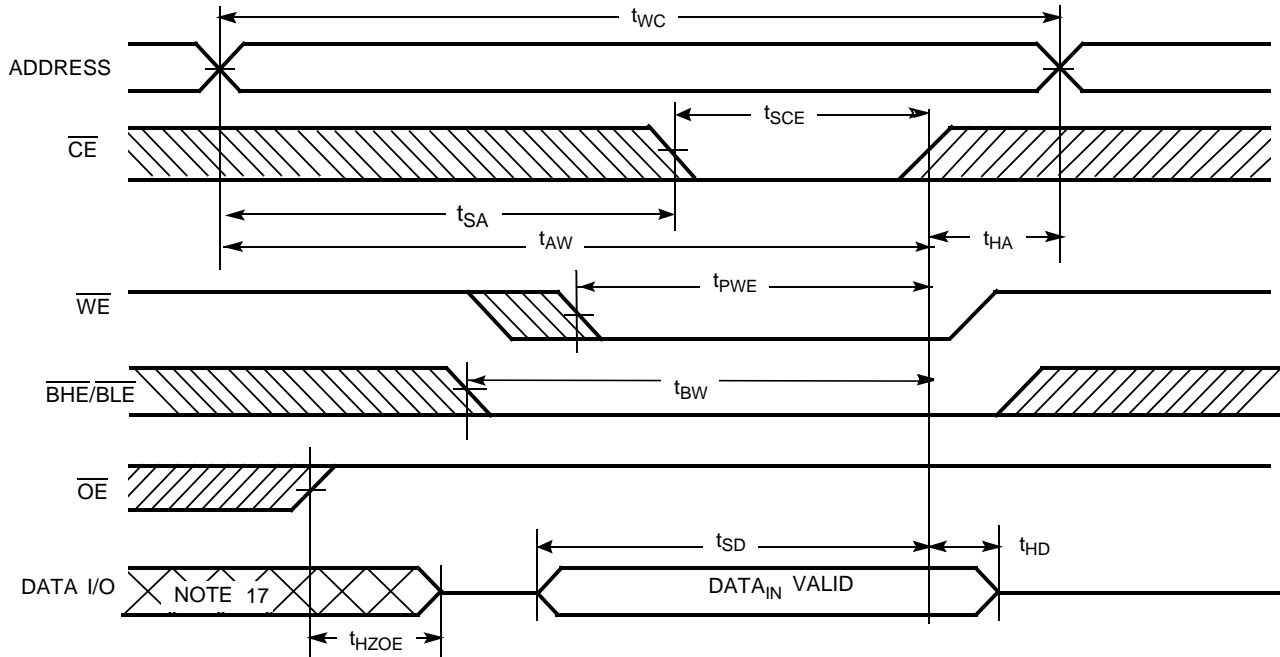 tWC
ADDRESS
tSCE
CE
tSA
tAW
tHA
tPWE
WE
tBW
BHE/BLE
OE
tSD
tHD
DATA I/O
NOTE 17
DATAIN VALID
tHZOE